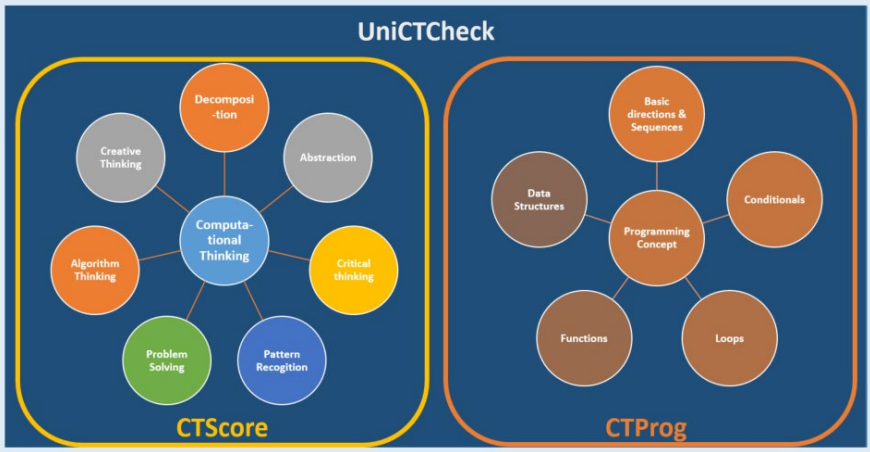 UniCTCheck
Decomposi
-tion
Creative
Thinking
Abstraction
Computa-
tional
Thinking
Algorithm
Thinking
Critical
thinking
Problem
Solving
Pattern
Recogition
CTScore
Basic
directions &
Sequences
Data
Structures
Conditionals
Programming
Concept
Functions
Loops
CTProg